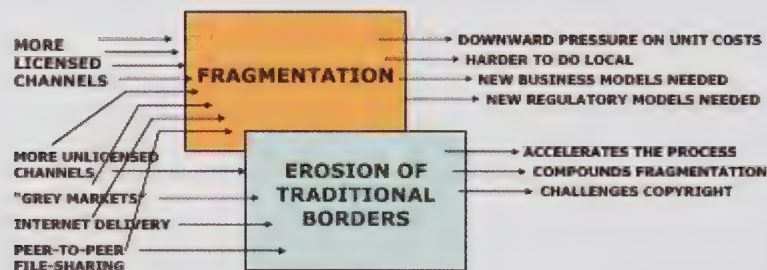 MORE
LICENSED
CHANNELS
FRAGMENTATION
DOWNWARD PRESSURE ON UNIT COSTS
HARDER TO DO LOCAL
NEW BUSINESS MODELS NEEDED
NEW REGULATORY MODELS NEEDED
MORE UNLICENSED
CHANNELS
"GREY MARKETS"
INTERNET DELIVERY
PEER-TO-PEER
FILE-SHARING
EROSION OF
TRADITIONAL
BORDERS
ACCELERATES THE PROCESS
COMPOUNDS FRAGMENTATION
CHALLENGES COPYRIGHT